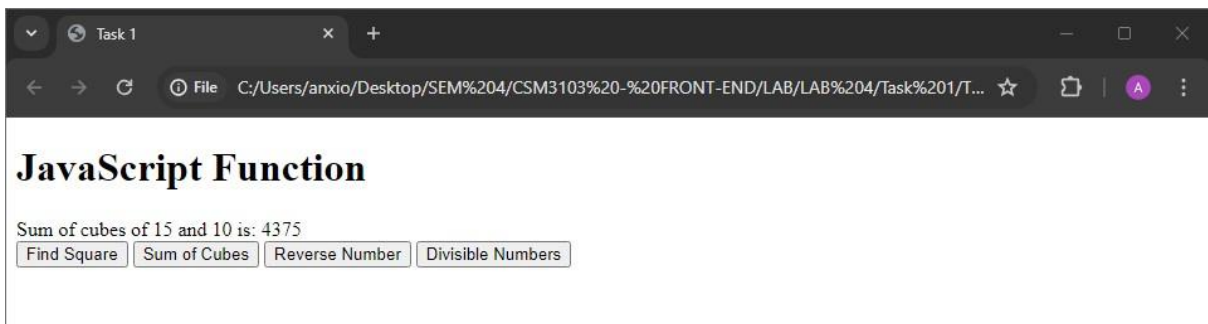 Task 1
File C:/Users/anxio/Desktop/SEM%204/CSM3103%20-%20FRONT-END/LAB/LAB%204/Task%201/T... A
JavaScript Function
Sum of cubes of 15 and 10 is: 4375
Find Square Sum of Cubes Reverse Number Divisible Numbers